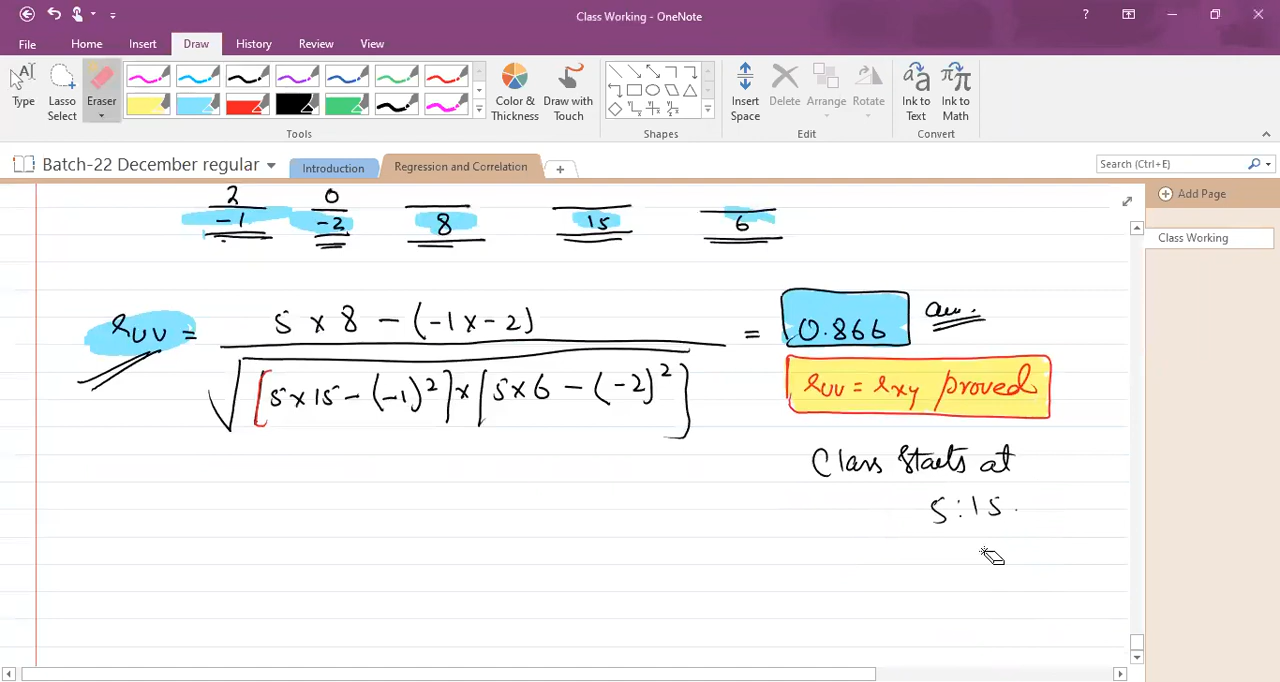 Class Working - OneNote
?
File Home Insert Draw History Review View
Type
Lasso Select
Eraser
Color & Thickness
Draw with Touch
Insert Space
Delete
Arrange
Rotate
Ink to Text
Ink to Math
Tools
Shapes
Edit
Convert
Batch-22 December regular
Introduction
Regression and Correlation
Search (Ctrl+E)
Add Page
Class Working
2 0
-1 -2 8 15 6
ruv = 5 × 8 - (-1 × -2)
√[5×15 - (-1)²] × [5×6 - (-2)²]
= 0.866 ans.
ruv = rxy proved
Class starts at
5:15.